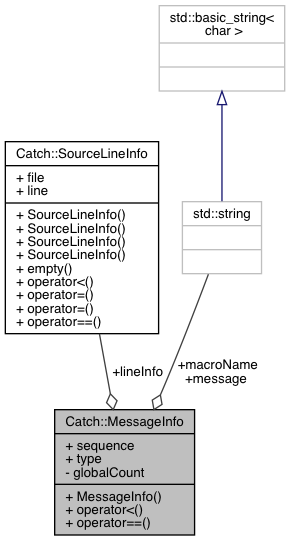 std::basic_string<
char >
Catch::SourceLineInfo
+ file
+ line
+ SourceLineInfo()
+ SourceLineInfo()
+ SourceLineInfo()
+ SourceLineInfo()
+ empty()
+ operator<()
+ operator=()
+ operator=()
+ operator==()
std::string
+lineInfo
+macroName
+message
Catch::MessageInfo
+ sequence
+ type
- globalCount
+ MessageInfo()
+ operator<()
+ operator==()